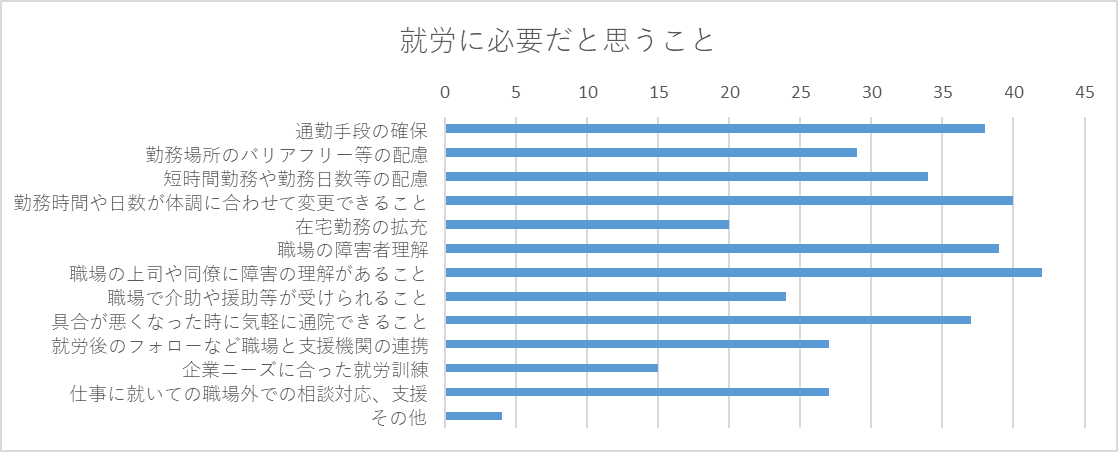 就労に必要だと思うこと
0 5 10 15 20 25 30 35 40 45
通勤手段の確保
勤務場所のバリアフリー等の配慮
短時間勤務や勤務日数等の配慮
勤務時間や日数が体調に合わせて変更できること
在宅勤務の拡充
職場の障害者理解
職場の上司や同僚に障害の理解があること
職場で介助や援助等が受けられること
具合が悪くなった時に気軽に通院できること
就労後のフォローなど職場と支援機関の連携
企業ニーズに合った就労訓練
仕事に就いての職場外での相談対応、支援
その他